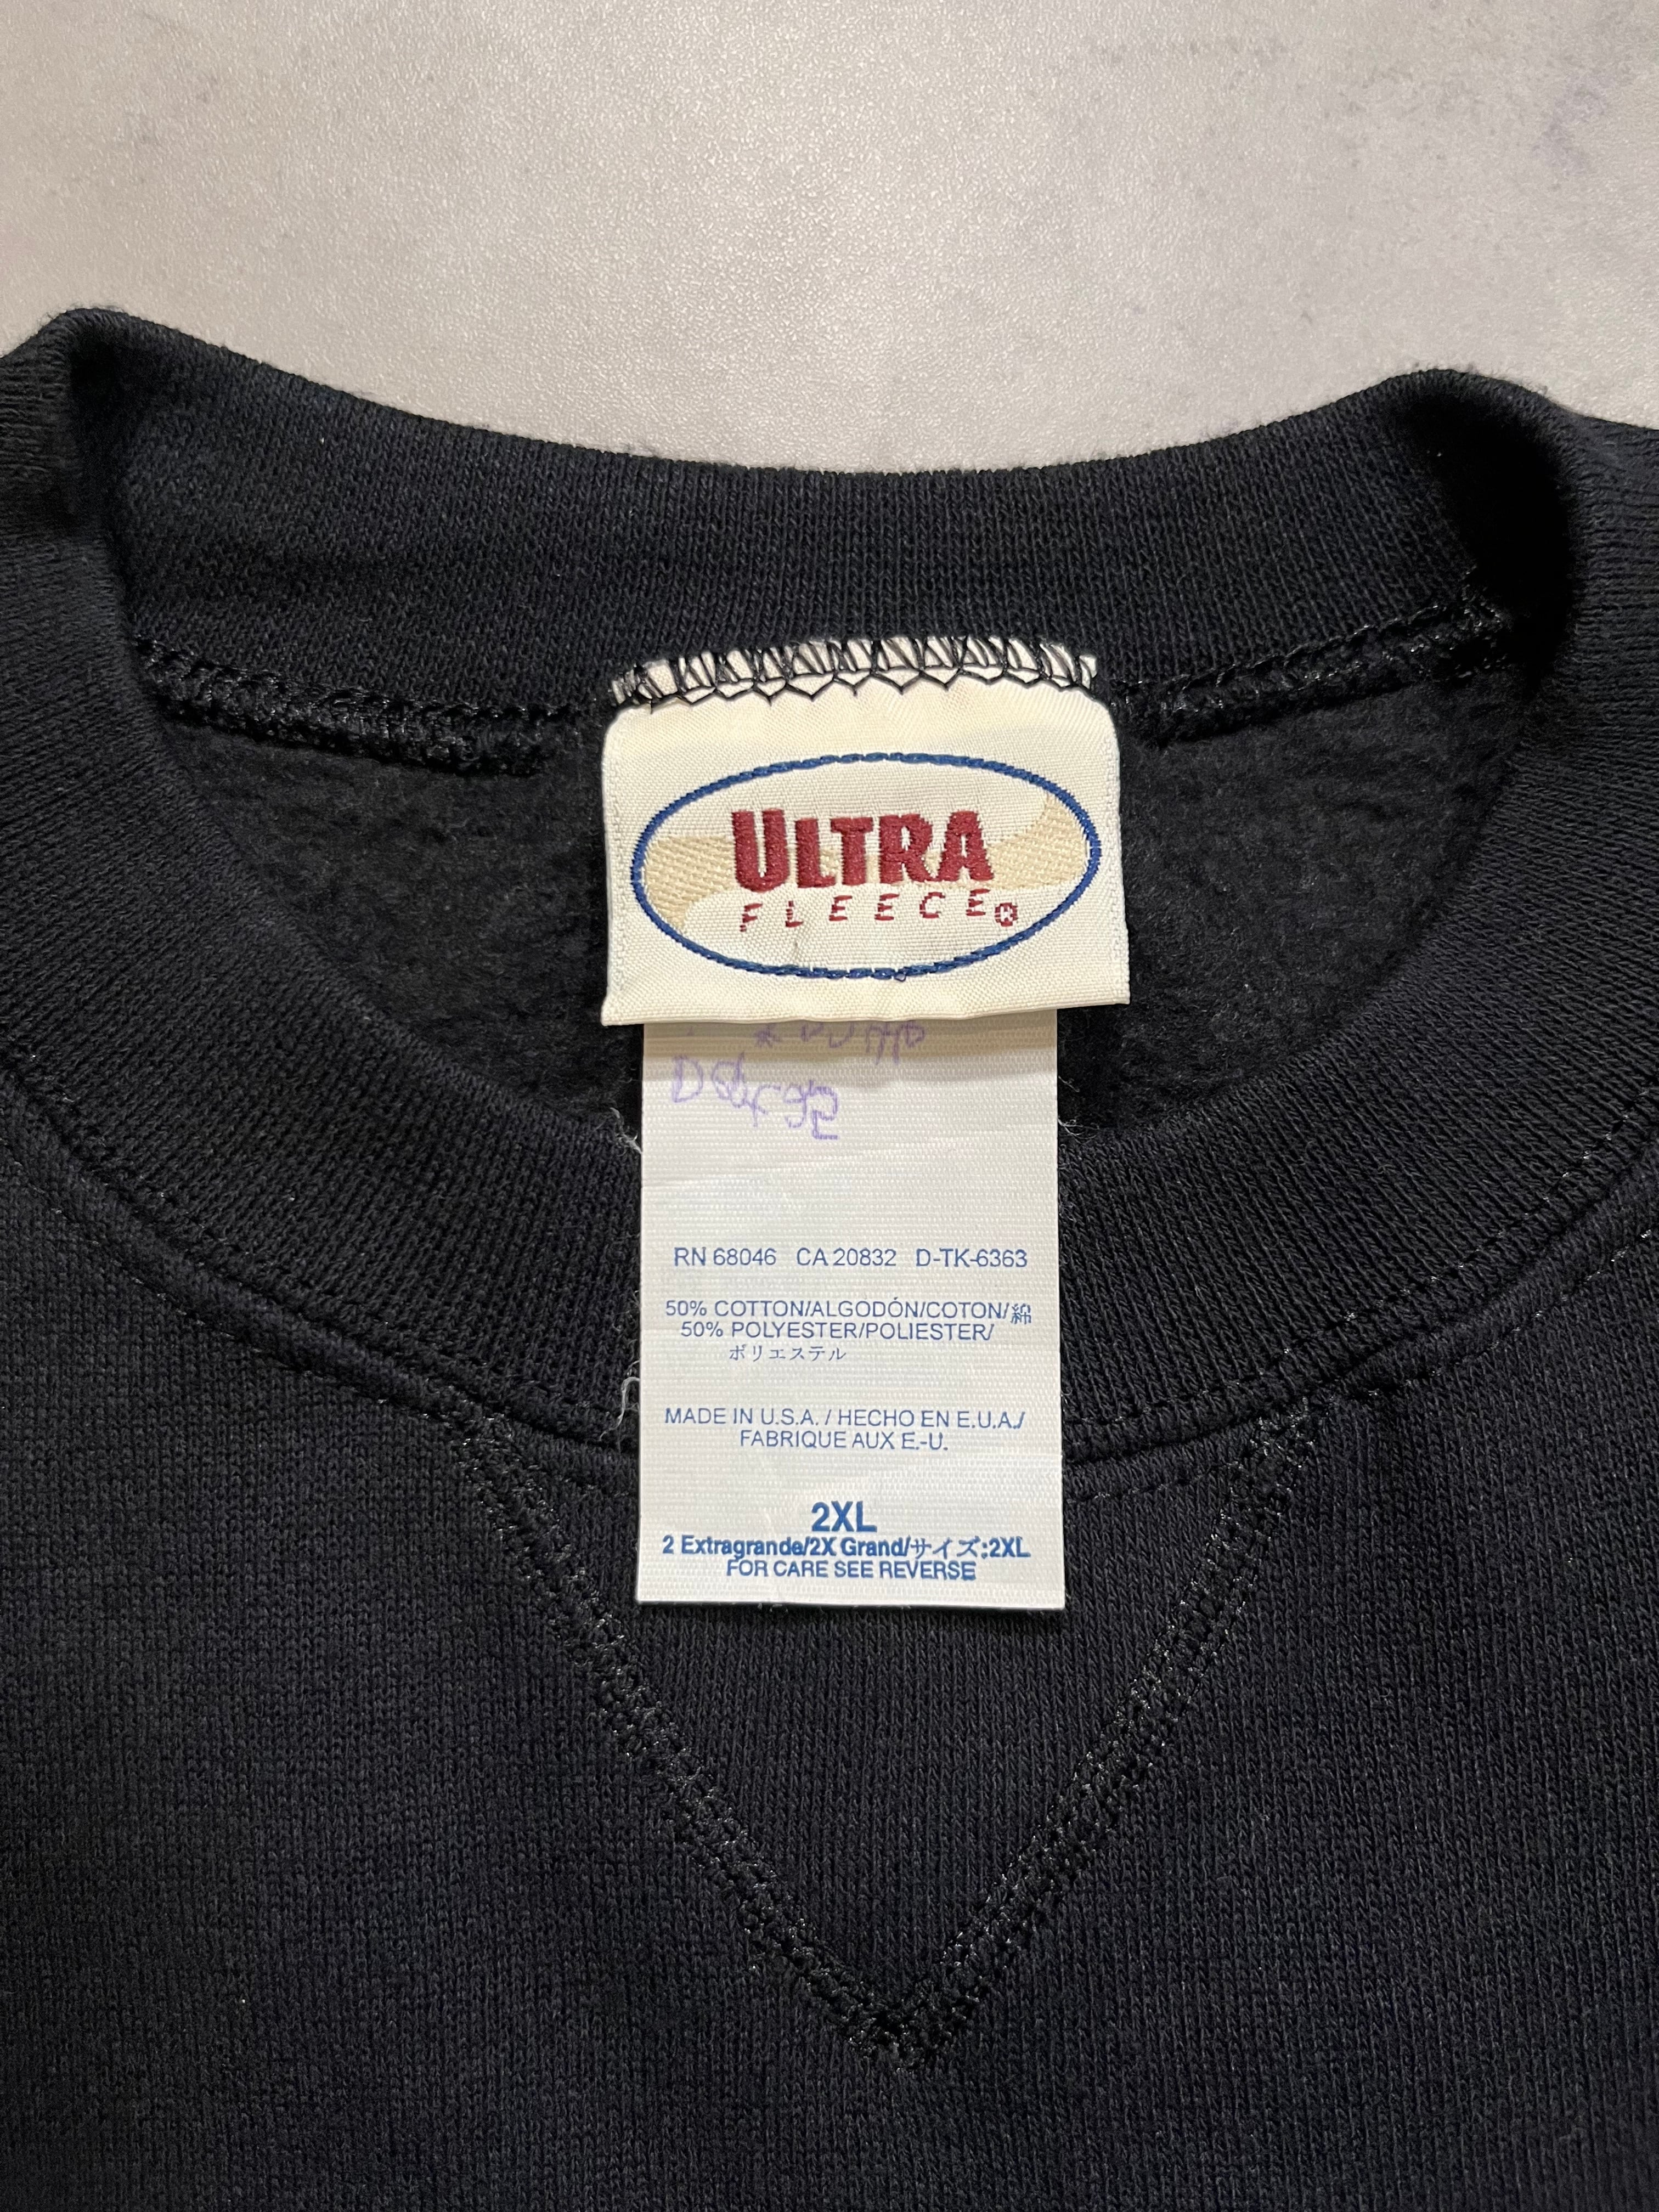 ULTRA
FLEECE®
RN 68046 CA 20832 D-TK-6363
50% COTTON/ALGODÓN/COTON/綿
50% POLYESTER/POLIESTER/
ポリエステル
MADE IN U.S.A. / HECHO EN E.U.A./
FABRIQUE AUX E.-U.
2XL
2 Extragrande/2X Grand/サイズ:2XL
FOR CARE SEE REVERSE